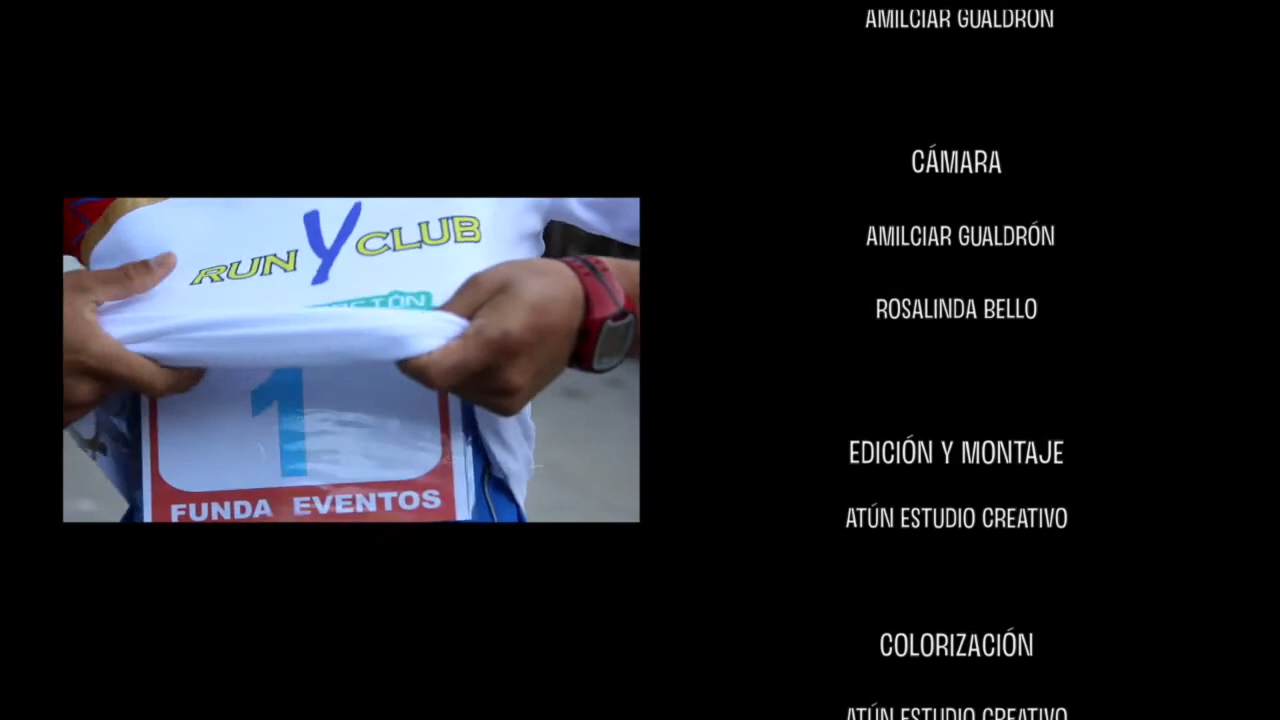 RUN Y CLUB
1
FUNDA EVENTOS
AMILCIAR GUALDRÓN
CÁMARA
AMILCIAR GUALDRÓN
ROSALINDA BELLO
EDICIÓN Y MONTAJE
ATÚN ESTUDIO CREATIVO
COLORIZACIÓN
ATÚN ESTUDIO CREATIVO